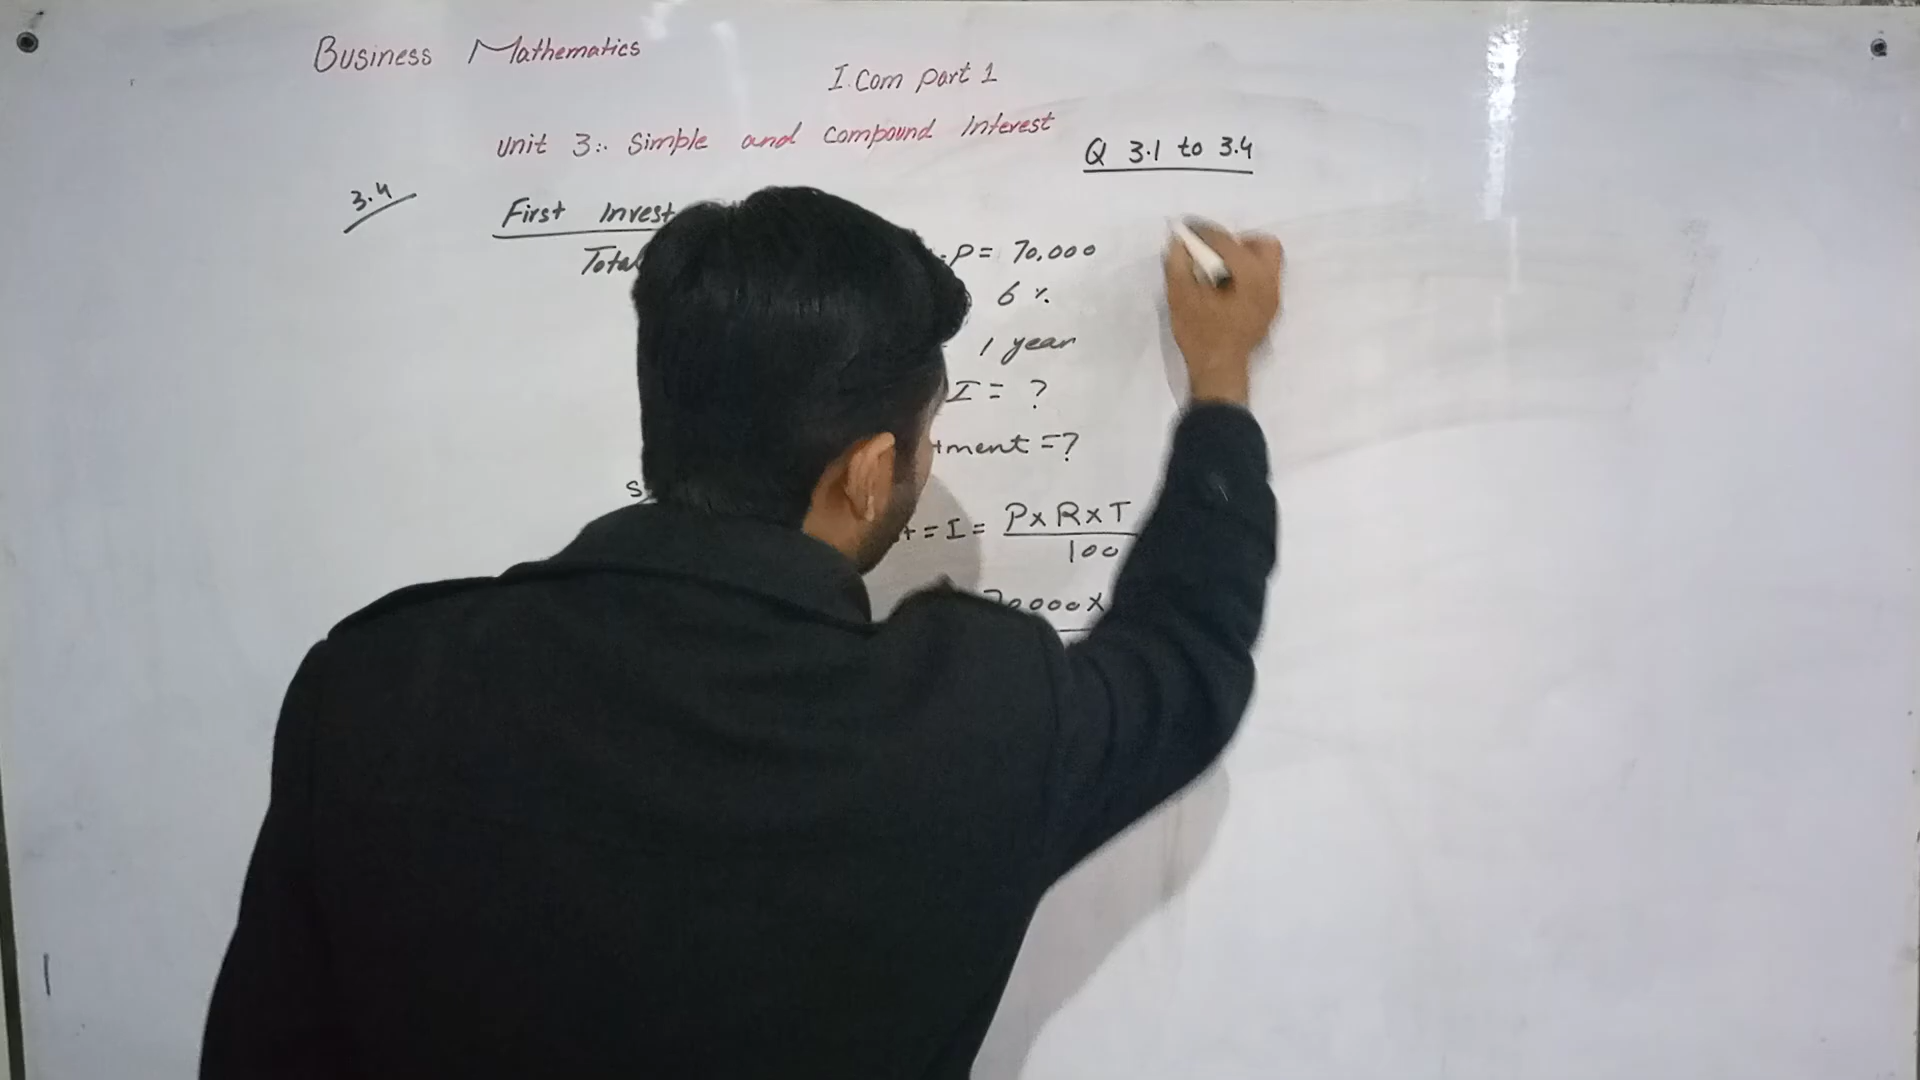 Business Mathematics
I.Com part 1
Unit 3:. Simple and Compound Interest
Q 3.1 to 3.4
3.4
First Invest
Total
P = 70,000
6 %
1 year
I = ?
tment = ?
= I = P x R x T
100
70000 x